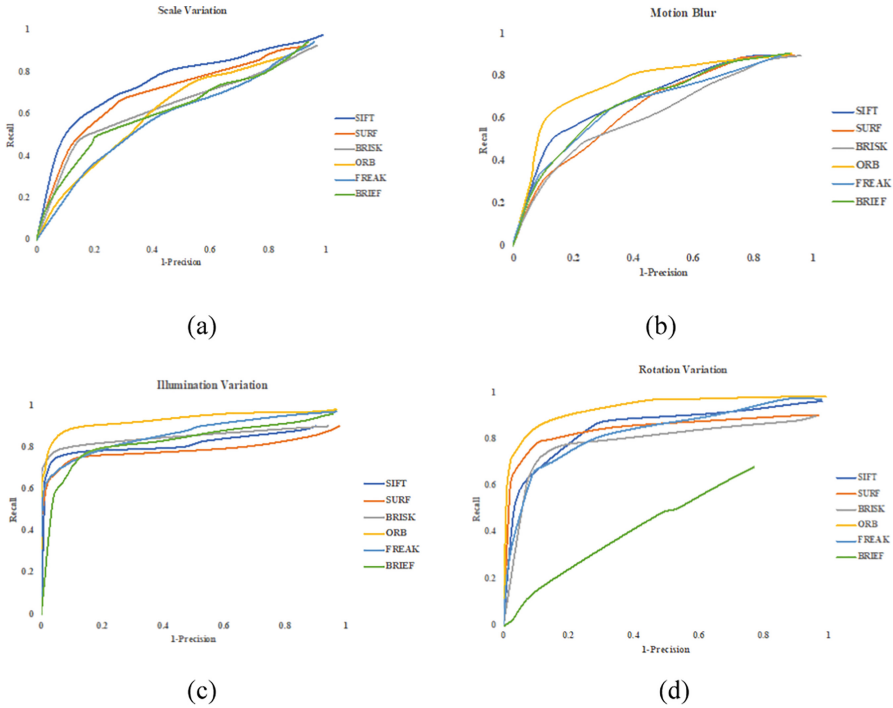 Scale Variation
1
0.8
0.6
0.4
0.2
0
Recall
0 0.2 0.4 0.6 0.8 1
1-Precision
SIFT
SURF
BRISK
ORB
FREAK
BRIEF
(a)
Motion Blur
1
0.8
0.6
0.4
0.2
0
Recall
0 0.2 0.4 0.6 0.8 1
1-Precision
SIFT
SURF
BRISK
ORB
FREAK
BRIEF
(b)
Illumination Variation
1
0.8
0.6
0.4
0.2
0
Recall
0 0.2 0.4 0.6 0.8 1
1-Precision
SIFT
SURF
BRISK
ORB
FREAK
BRIEF
(c)
Rotation Variation
1
0.8
0.6
0.4
0.2
0
Recall
0 0.2 0.4 0.6 0.8 1
1-Precision
SIFT
SURF
BRISK
ORB
FREAK
BRIEF
(d)